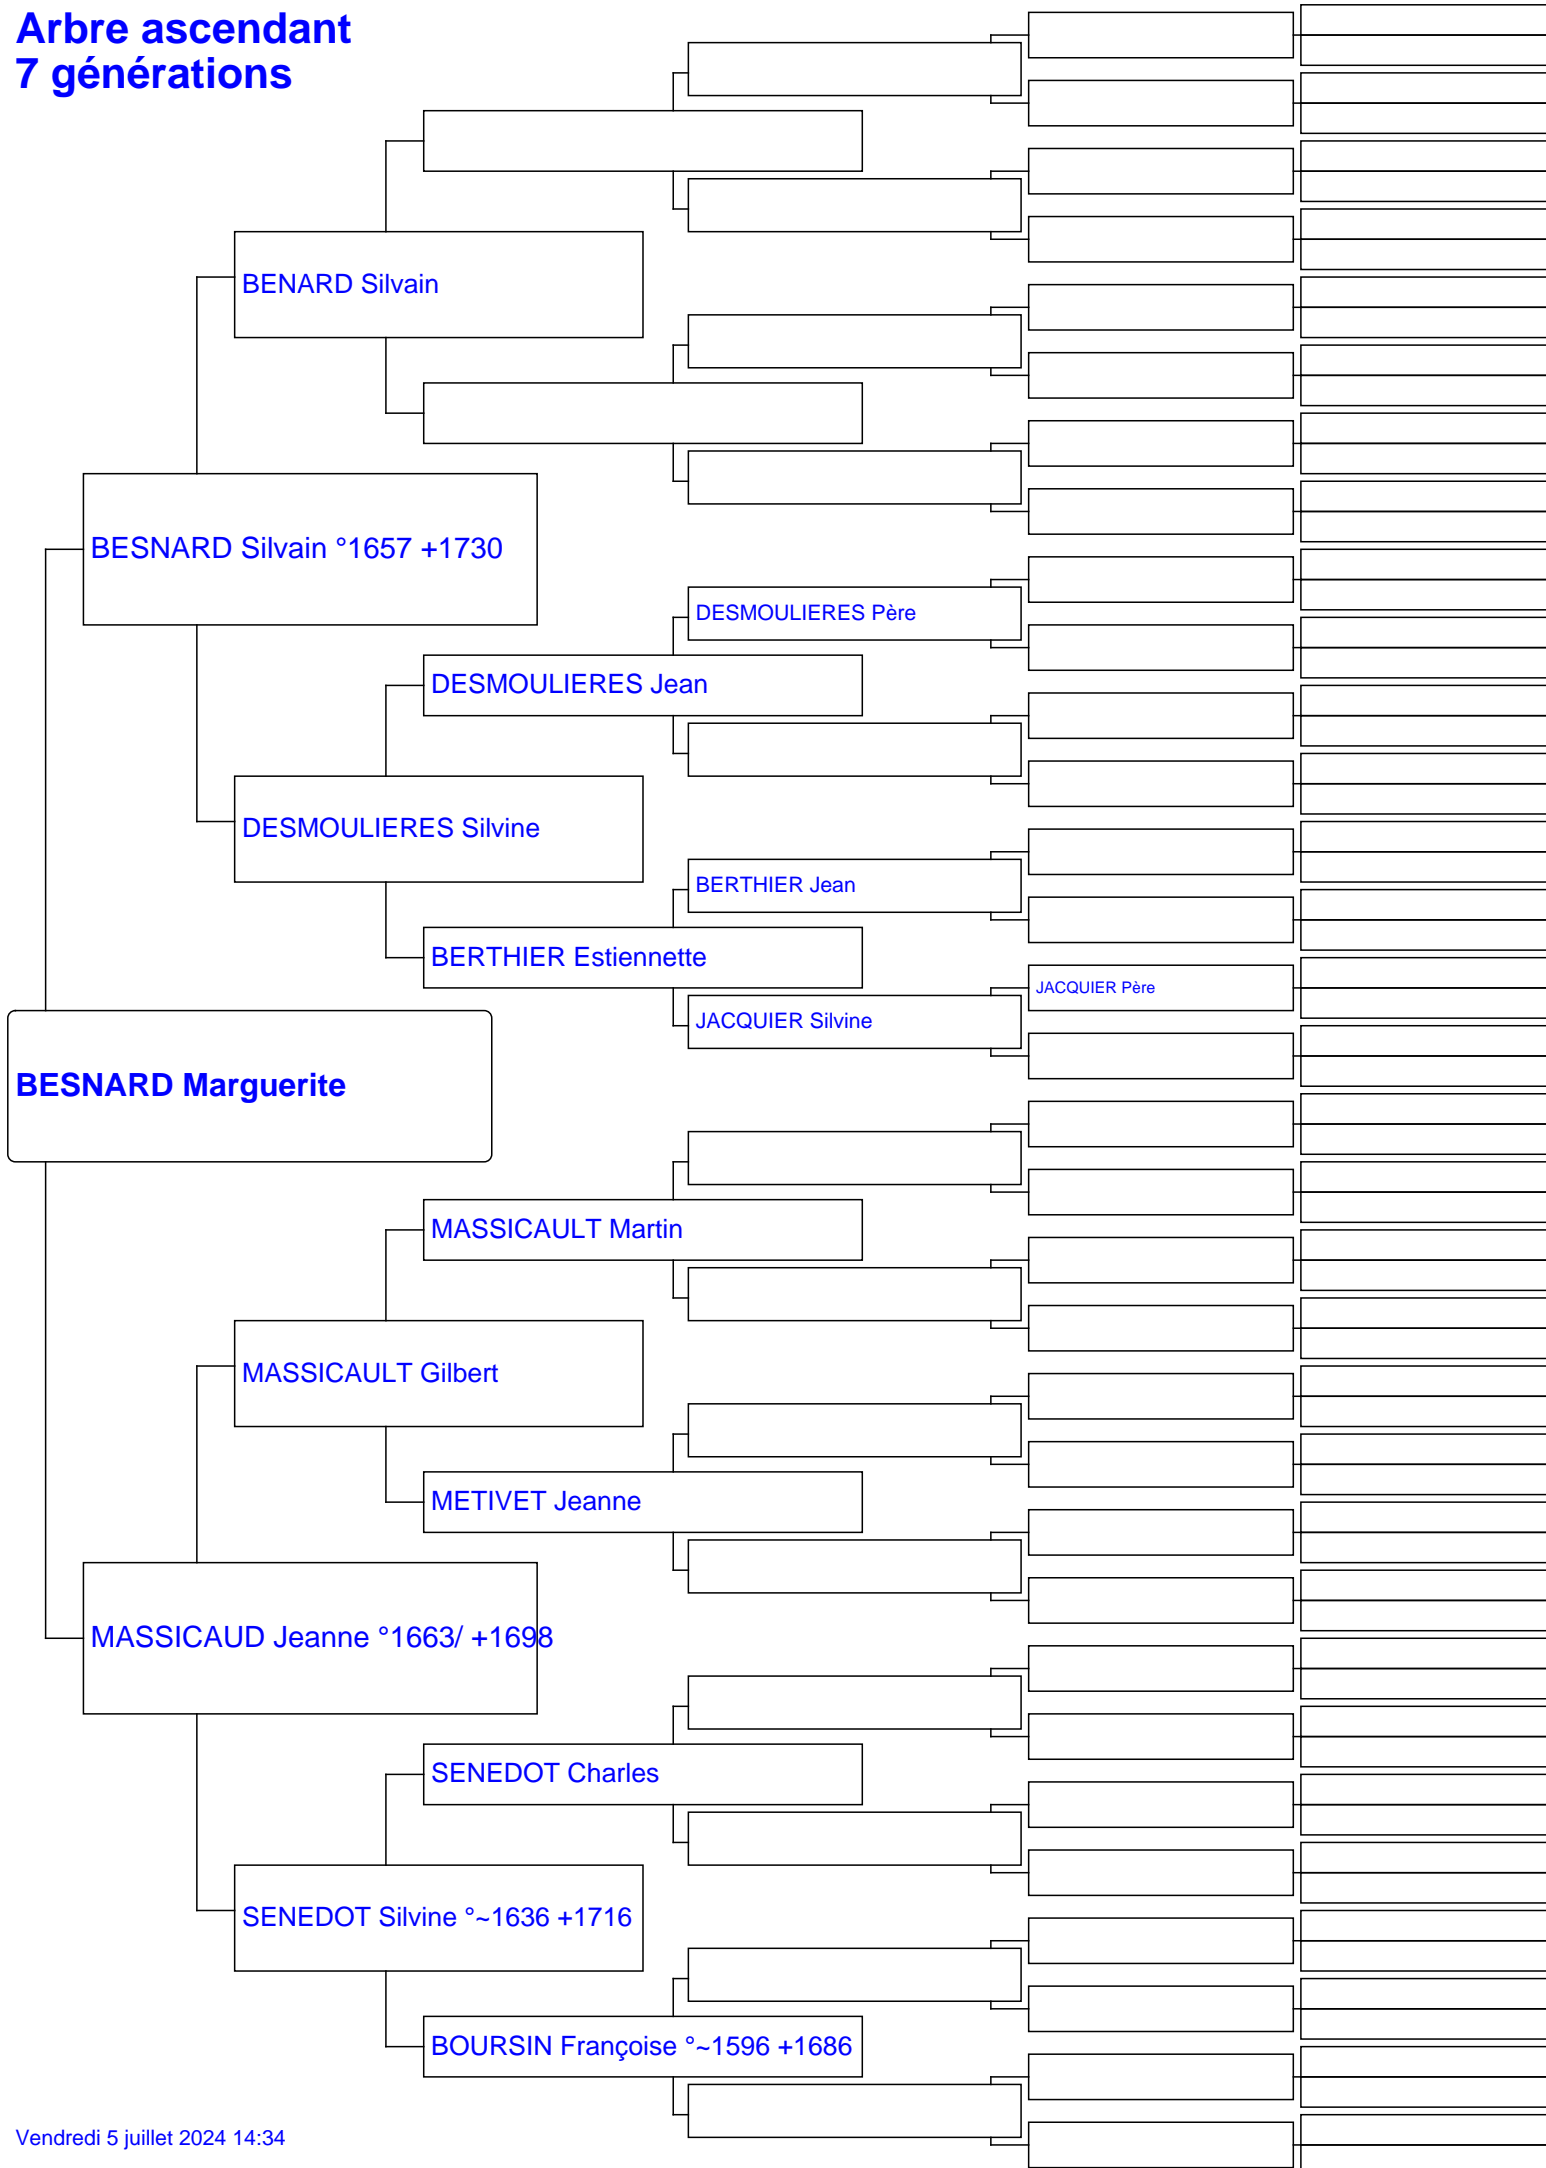 Arbre ascendant
7 générations
BENARD Silvain
BESNARD Silvain °1657 +1730
DESMOULIERES Père
DESMOULIERES Jean
DESMOULIERES Silvine
BERTHIER Jean
BERTHIER Estiennette
JACQUIER Père
JACQUIER Silvine
BESNARD Marguerite
MASSICAULT Martin
MASSICAULT Gilbert
METIVET Jeanne
MASSICAUD Jeanne °1663/ +1698
SENEDOT Charles
SENEDOT Silvine °~1636 +1716
BOURSIN Françoise °~1596 +1686
Vendredi 5 juillet 2024 14:34